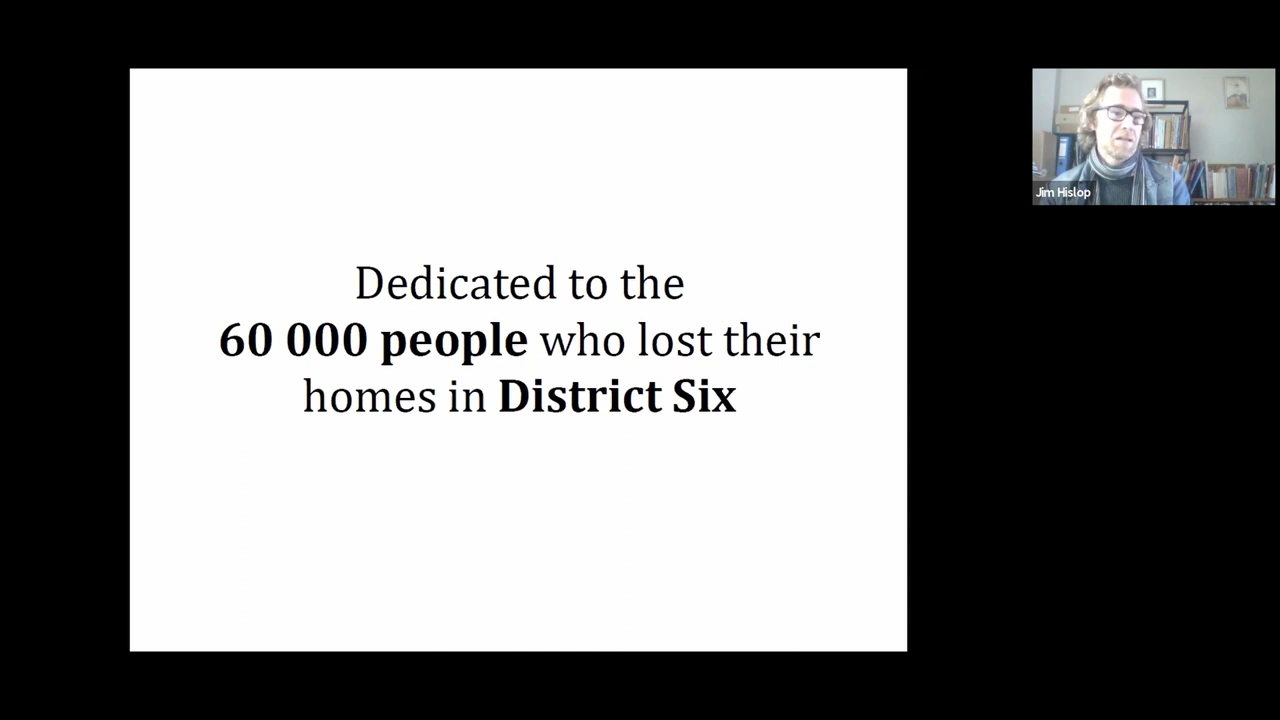 Dedicated to the
60 000 people who lost their
homes in District Six
Jim Hislop